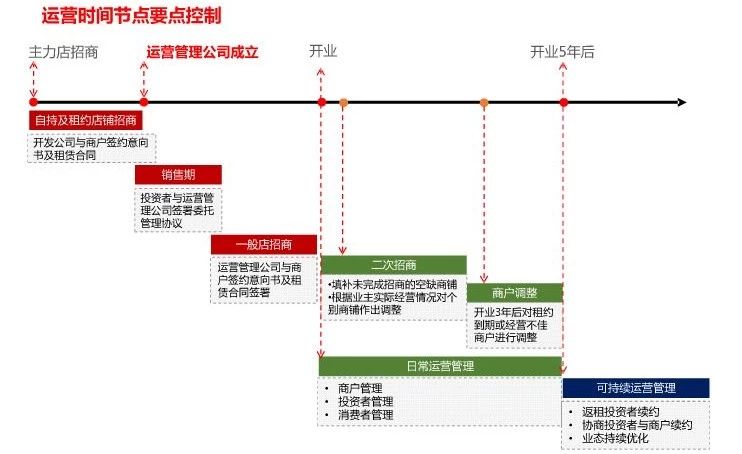 运营时间节点要点控制
主力店招商
运营管理公司成立
开业
开业5年后
自持及租约店铺招商
开发公司与商户签约意向
书及租赁合同
销售期
投资者与运营管
理公司签署委托
管理协议
一般店招商
运营管理公司与商
户签约意向书及租
赁合同签署
二次招商
•填补未完成招商的空缺商铺
•根据业主实际经营情况对个
别商铺作出调整
商户调整
开业3年后对租约
到期或经营不佳
商户进行调整
日常运营管理
• 商户管理
• 投资者管理
• 消费者管理
可持续运营管理
• 返租投资者续约
• 协商投资者与商户续约
• 业态持续优化